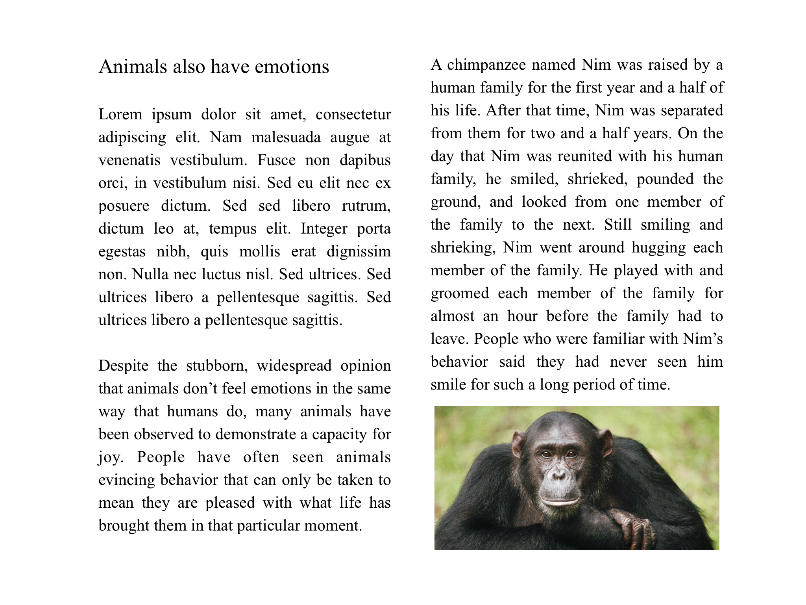 Animals also have emotions
Lorem ipsum dolor sit amet, consectetur
adipiscing elit. Nam malesuada augue at
venenatis vestibulum. Fusce non dapibus
orci, in vestibulum nisi. Sed eu elit nec ex
posuere dictum. Sed sed libero rutrum,
dictum leo at, tempus elit. Integer porta
egestas nibh, quis mollis erat dignissim
non. Nulla nec luctus nisl. Sed ultrices. Sed
ultrices libero a pellentesque sagittis. Sed
ultrices libero a pellentesque sagittis.
Despite the stubborn, widespread opinion
that animals don’t feel emotions in the same
way that humans do, many animals have
been observed to demonstrate a capacity for
joy. People have often seen animals
evincing behavior that can only be taken to
mean they are pleased with what life has
brought them in that particular moment.
A chimpanzee named Nim was raised by a
human family for the first year and a half of
his life. After that time, Nim was separated
from them for two and a half years. On the
day that Nim was reunited with his human
family, he smiled, shrieked, pounded the
ground, and looked from one member of
the family to the next. Still smiling and
shrieking, Nim went around hugging each
member of the family. He played with and
groomed each member of the family for
almost an hour before the family had to
leave. People who were familiar with Nim’s
behavior said they had never seen him
smile for such a long period of time.